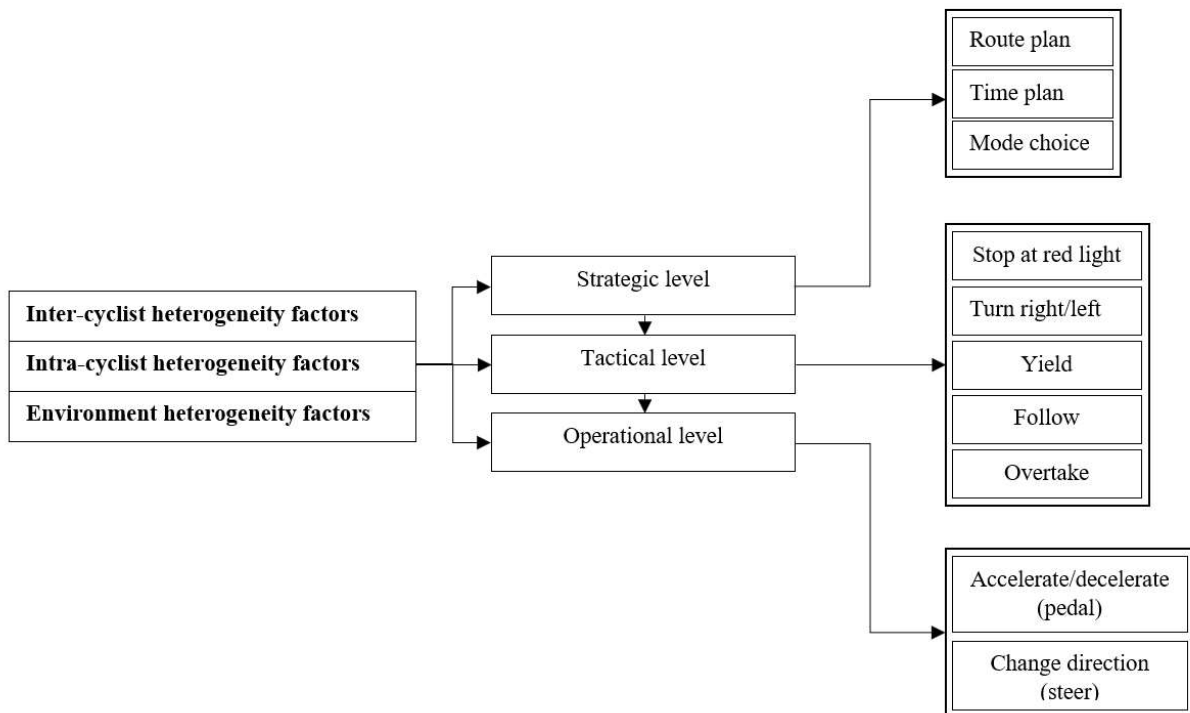 Inter-cyclist heterogeneity factors
Intra-cyclist heterogeneity factors
Environment heterogeneity factors
Strategic level
Tactical level
Operational level
Route plan
Time plan
Mode choice
Stop at red light
Turn right/left
Yield
Follow
Overtake
Accelerate/decelerate
(pedal)
Change direction
(steer)